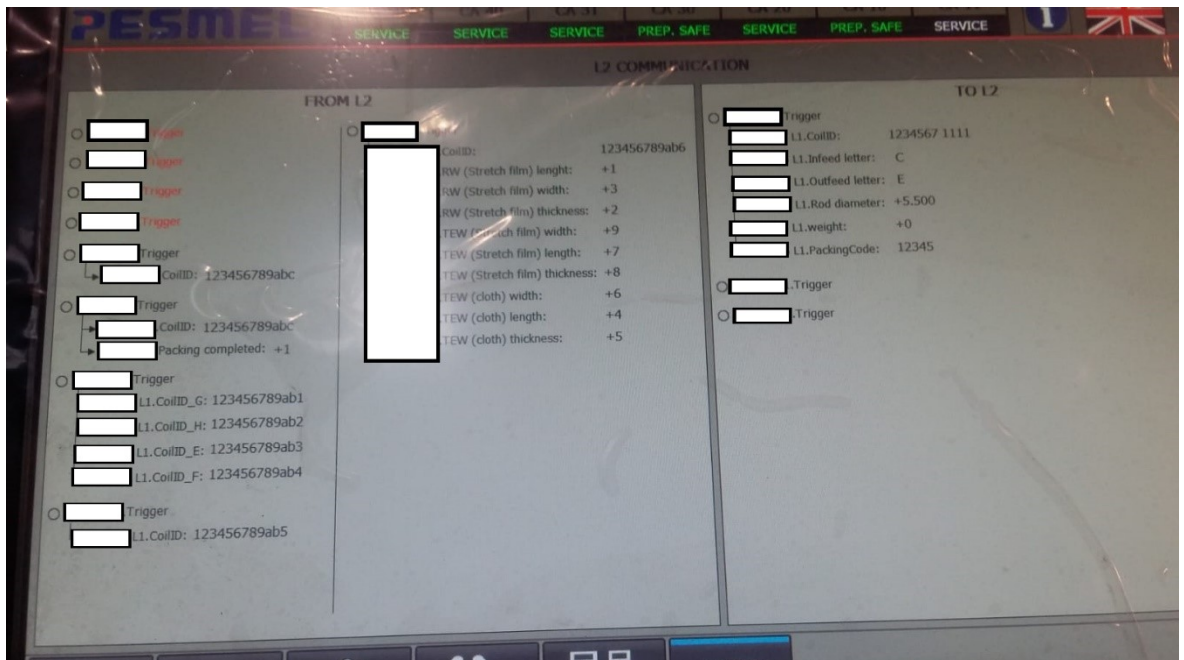 PESMEL
SERVICE SERVICE SERVICE PREP. SAFE SERVICE PREP. SAFE SERVICE
L2 COMMUNICATION
FROM L2
Trigger
Trigger
Trigger
Trigger
Trigger
CoilID: 123456789abc
Trigger
.CoilID: 123456789abc
Packing completed: +1
Trigger
L1.CoilID_G: 123456789ab1
L1.CoilID_H: 123456789ab2
L1.CoilID_E: 123456789ab3
L1.CoilID_F: 123456789ab4
Trigger
L1.CoilID: 123456789ab5
CoilID: 123456789ab6
.RW (Stretch film) lenght: +1
.RW (Stretch film) width: +3
.RW (Stretch film) thickness: +2
.TEW (Stretch film) width: +9
.TEW (Stretch film) length: +7
.TEW (Stretch film) thickness: +8
.TEW (cloth) width: +6
.TEW (cloth) length: +4
.TEW (cloth) thickness: +5
TO L2
Trigger
L1.CoilID: 1234567 1111
L1.Infeed letter: C
L1.Outfeed letter: E
L1.Rod diameter: +5.500
L1.weight: +0
L1.PackingCode: 12345
.Trigger
.Trigger